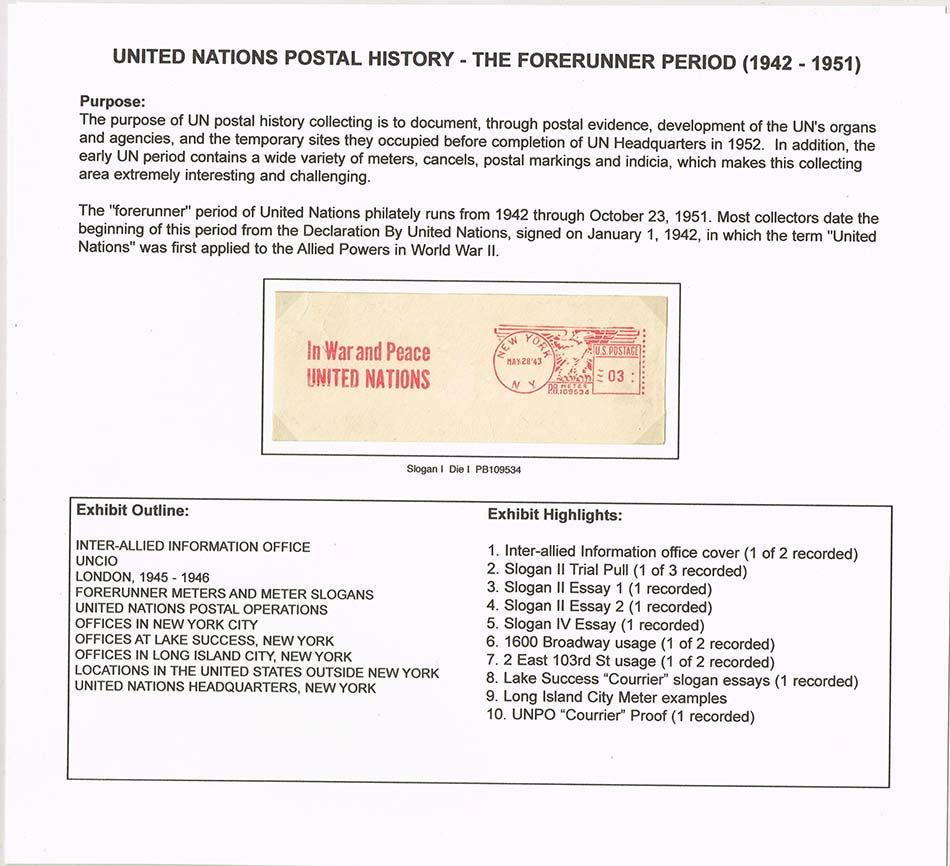 UNITED NATIONS POSTAL HISTORY - THE FORERUNNER PERIOD (1942 - 1951)
Purpose:
The purpose of UN postal history collecting is to document, through postal evidence, development of the UN's organs
and agencies, and the temporary sites they occupied before completion of UN Headquarters in 1952. In addition, the
early UN period contains a wide variety of meters, cancels, postal markings and indicia, which makes this collecting
area extremely interesting and challenging.
The "forerunner" period of United Nations philately runs from 1942 through October 23, 1951. Most collectors date the
beginning of this period from the Declaration By United Nations, signed on January 1, 1942, in which the term "United
Nations" was first applied to the Allied Powers in World War II.
In War and Peace
UNITED NATIONS
NEW YORK
MAY 28 '43
N Y
U.S. POSTAGE
03
METER
P.B. 109534
Slogan I Die I PB109534
Exhibit Outline:
INTER-ALLIED INFORMATION OFFICE
UNCIO
LONDON, 1945 - 1946
FORERUNNER METERS AND METER SLOGANS
UNITED NATIONS POSTAL OPERATIONS
OFFICES IN NEW YORK CITY
OFFICES AT LAKE SUCCESS, NEW YORK
OFFICES IN LONG ISLAND CITY, NEW YORK
LOCATIONS IN THE UNITED STATES OUTSIDE NEW YORK
UNITED NATIONS HEADQUARTERS, NEW YORK
Exhibit Highlights:
1. Inter-allied Information office cover (1 of 2 recorded)
2. Slogan II Trial Pull (1 of 3 recorded)
3. Slogan II Essay 1 (1 recorded)
4. Slogan II Essay 2 (1 recorded)
5. Slogan IV Essay (1 recorded)
6. 1600 Broadway usage (1 of 2 recorded)
7. 2 East 103rd St usage (1 of 2 recorded)
8. Lake Success “Courrier” slogan essays (1 recorded)
9. Long Island City Meter examples
10. UNPO “Courrier” Proof (1 recorded)